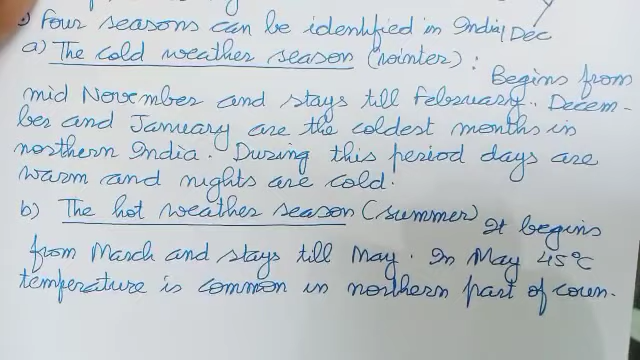 Four seasons can be identified in India, Dec
a) The cold weather season (winter) :
Begins from
mid November and stays till February. Decem-
ber and January are the coldest months in
northern India. During this period days are
warm and nights are cold.
b) The hot weather season (summer) It begins
from March and stays till May. In May 45°C
temperature is common in northern part of coun-